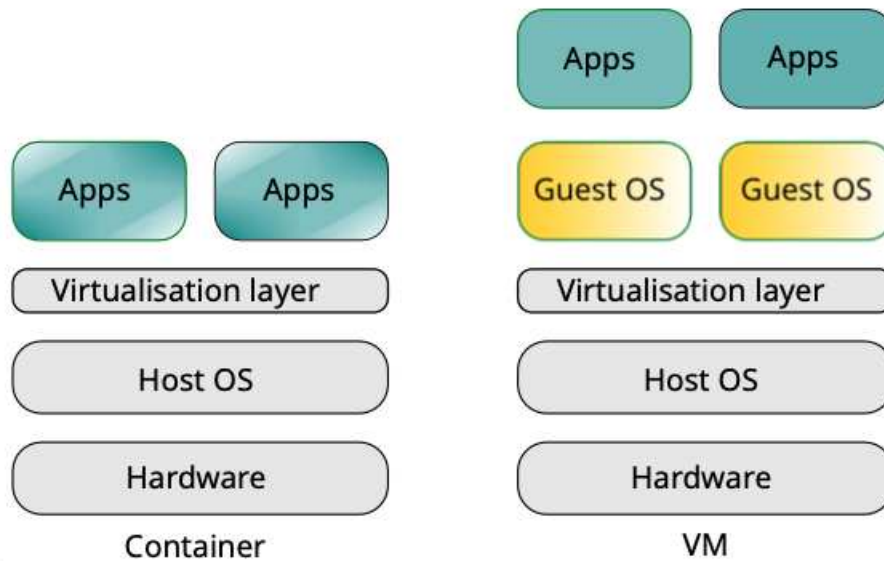 Apps Apps
Apps Apps Guest OS Guest OS
Virtualisation layer Virtualisation layer
Host OS Host OS
Hardware Hardware
Container VM